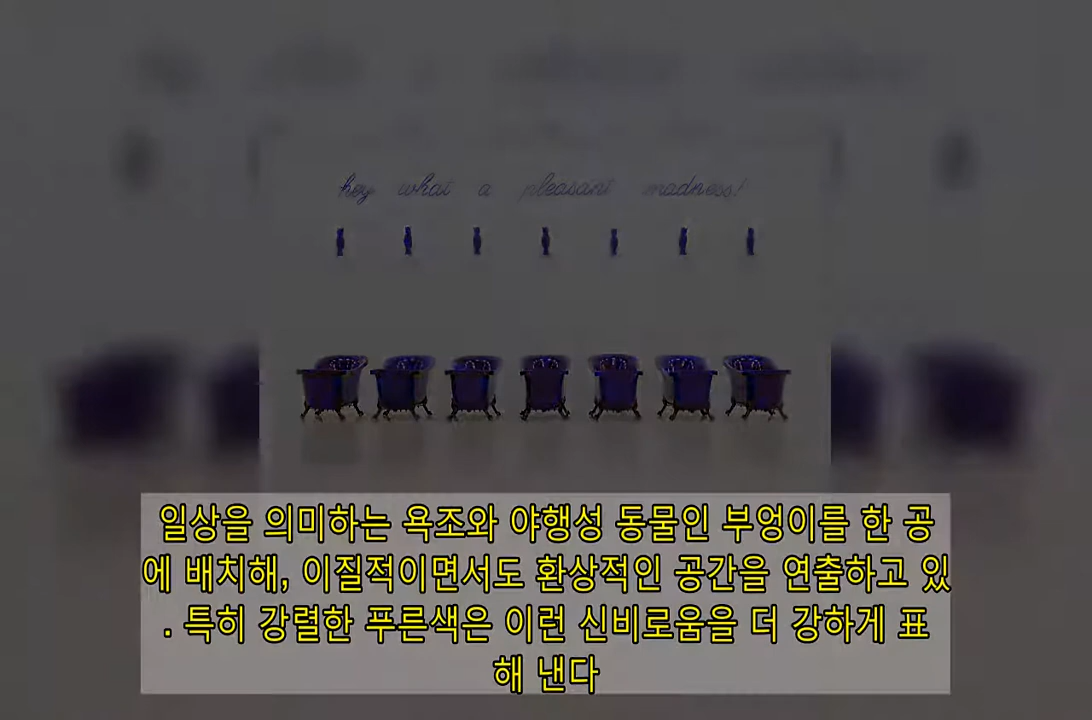 hey what a pleasant madness!
일상을 의미하는 욕조와 야행성 동물인 부엉이를 한 공
에 배치해, 이질적이면서도 환상적인 공간을 연출하고 있
. 특히 강렬한 푸른색은 이런 신비로움을 더 강하게 표
해 낸다